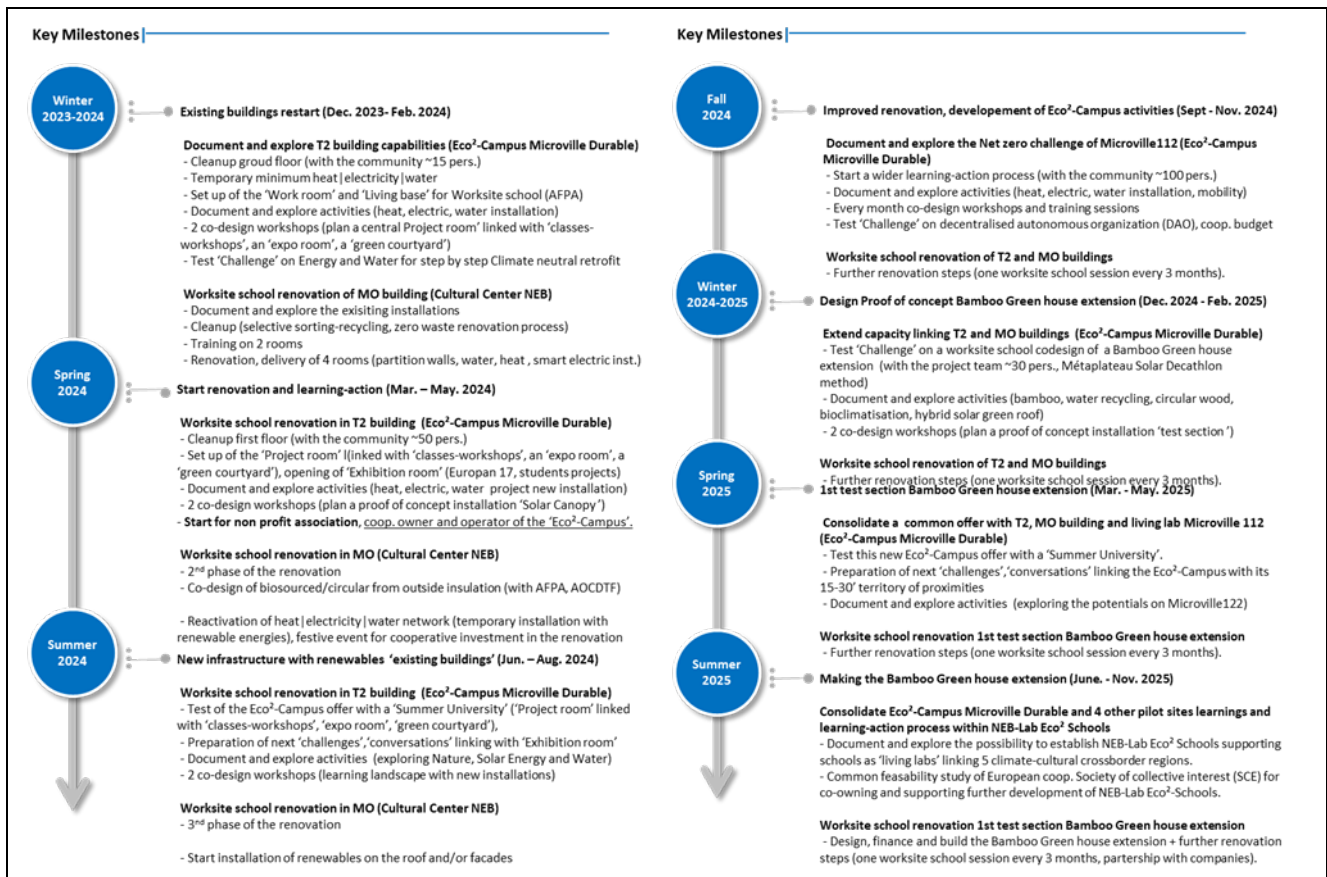 Key Milestones
Winter
2023-2024
Existing buildings restart (Dec. 2023- Feb. 2024)
Document and explore T2 building capabilities (Eco²-Campus Microville Durable)
- Cleanup groud floor (with the community ~15 pers.)
- Temporary minimum heat|electricity|water
- Set up of the 'Work room' and 'Living base' for Worksite school (AFPA)
- Document and explore activities (heat, electric, water installation)
- 2 co-design workshops (plan a central Project room' linked with 'classes-
workshops', an 'expo room', a 'green courtyard')
- Test 'Challenge' on Energy and Water for step by step Climate neutral retrofit
Worksite school renovation of MO building (Cultural Center NEB)
- Document and explore the exisiting installations
- Cleanup (selective sorting-recycling, zero waste renovation process)
- Training on 2 rooms
- Renovation, delivery of 4 rooms (partition walls, water, heat , smart electric inst.)
Spring
2024
Start renovation and learning-action (Mar. – May. 2024)
Worksite school renovation in T2 building (Eco²-Campus Microville Durable)
- Cleanup first floor (with the community ~50 pers.)
- Set up of the 'Project room' l(inked with 'classes-workshops', an 'expo room', a
'green courtyard'), opening of 'Exhibition room' (Europan 17, students projects)
- Document and explore activities (heat, electric, water project new installation)
- 2 co-design workshops (plan a proof of concept installation 'Solar Canopy')
- Start for non profit association, coop. owner and operator of the 'Eco²-Campus'.
Worksite school renovation in MO (Cultural Center NEB)
- 2nd phase of the renovation
- Co-design of biosourced/circular from outside insulation (with AFPA, AOCDTF)
- Reactivation of heat|electricity|water network (temporary installation with
renewable energies), festive event for cooperative investment in the renovation
Summer
2024
New infrastructure with renewables 'existing buildings' (Jun. – Aug. 2024)
Worksite school renovation in T2 building (Eco²-Campus Microville Durable)
- Test of the Eco²-Campus offer with a 'Summer University' ('Project room' linked
with 'classes-workshops', 'expo room', 'green courtyard'),
- Preparation of next 'challenges','conversations' linking with 'Exhibition room'
- Document and explore activities (exploring Nature, Solar Energy and Water)
- 2 co-design workshops (learning landscape with new installations)
Worksite school renovation in MO (Cultural Center NEB)
- 3rd phase of the renovation
- Start installation of renewables on the roof and/or facades
Key Milestones
Fall
2024
Improved renovation, developement of Eco²-Campus activities (Sept - Nov. 2024)
Document and explore the Net zero challenge of Microville112 (Eco²-Campus
Microville Durable)
- Start a wider learning-action process (with the community ~100 pers.)
- Document and explore activities (heat, electric, water installation, mobility)
- Every month co-design workshops and training sessions
- Test 'Challenge' on decentralised autonomous organization (DAO), coop. budget
Worksite school renovation of T2 and MO buildings
- Further renovation steps (one worksite school session every 3 months).
Winter
2024-2025
Design Proof of concept Bamboo Green house extension (Dec. 2024 - Feb. 2025)
Extend capacity linking T2 and MO buildings (Eco²-Campus Microville Durable)
- Test 'Challenge' on a worksite school codesign of a Bamboo Green house
extension (with the project team ~30 pers., Métaplateau Solar Decathlon
method)
- Document and explore activities (bamboo, water recycling, circular wood,
bioclimatisation, hybrid solar green roof)
- 2 co-design workshops (plan a proof of concept installation 'test section')
Worksite school renovation of T2 and MO buildings
- Further renovation steps (one worksite school session every 3 months).
Spring
2025
1st test section Bamboo Green house extension (Mar. - May. 2025)
Consolidate a common offer with T2, MO building and living lab Microville 112
(Eco²-Campus Microville Durable)
- Test this new Eco²-Campus offer with a 'Summer University'.
- Preparation of next 'challenges','conversations' linking the Eco²-Campus with its
15-30' territory of proximities
- Document and explore activities (exploring the potentials on Microville122)
Worksite school renovation 1st test section Bamboo Green house extension
- Further renovation steps (one worksite school session every 3 months).
Summer
2025
Making the Bamboo Green house extension (June. - Nov. 2025)
Consolidate Eco²-Campus Microville Durable and 4 other pilot sites learnings and
learning-action process within NEB-Lab Eco² Schools
- Document and explore the possibility to establish NEB-Lab Eco² Schools supporting
schools as 'living labs' linking 5 climate-cultural crossborder regions.
- Common feasability study of European coop. Society of collective interest (SCE) for
co-owning and supporting further development of NEB-Lab Eco²-Schools.
Worksite school renovation 1st test section Bamboo Green house extension
- Design, finance and build the Bamboo Green house extension + further renovation
steps (one worksite school session every 3 months, partership with companies).